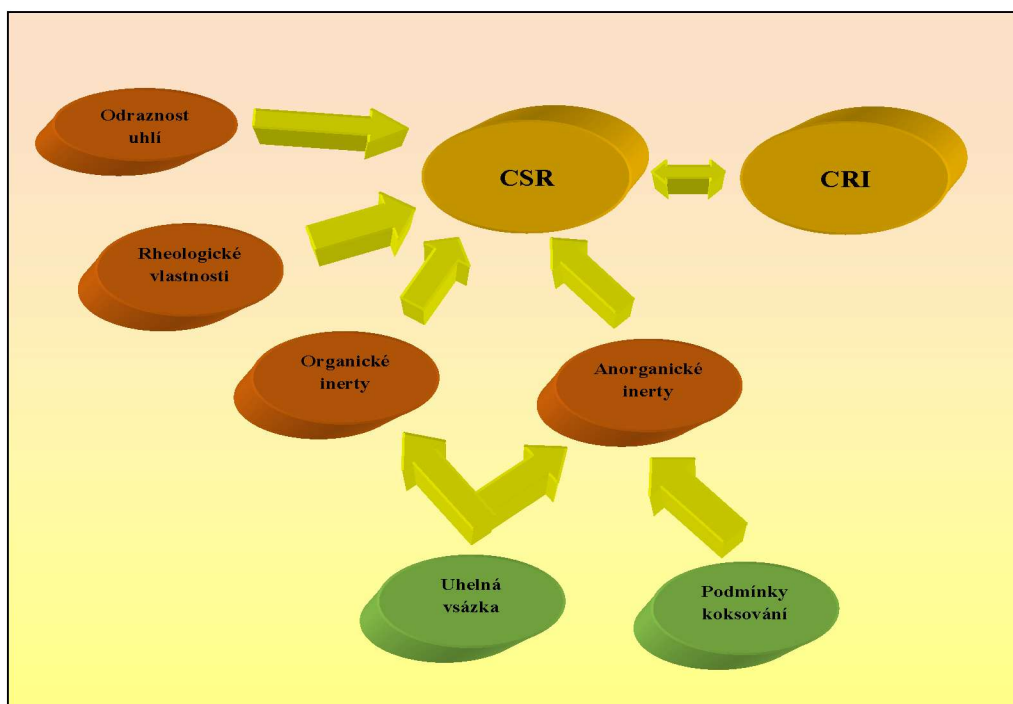 Odraznost
uhlí
CSR
CRI
Rheologické
vlastnosti
Organické
inerty
Anorganické
inerty
Uhelná
vsázka
Podmínky
koksování